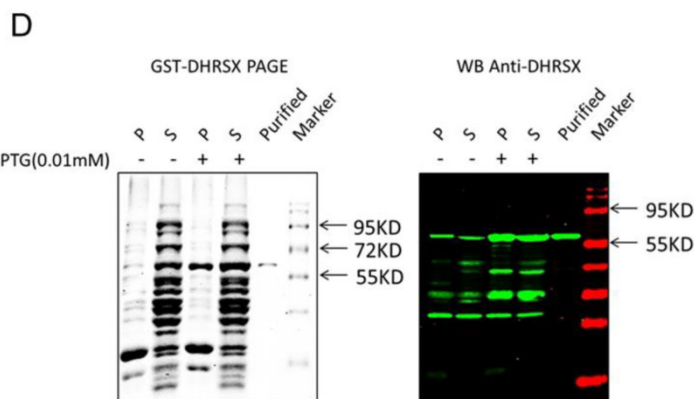 D
GST-DHRSX PAGE
WB Anti-DHRSX
P S P S Purified Marker
P S P S Purified Marker
PTG(0.01mM) - - + +
- - + +
95KD
72KD
55KD
95KD
55KD